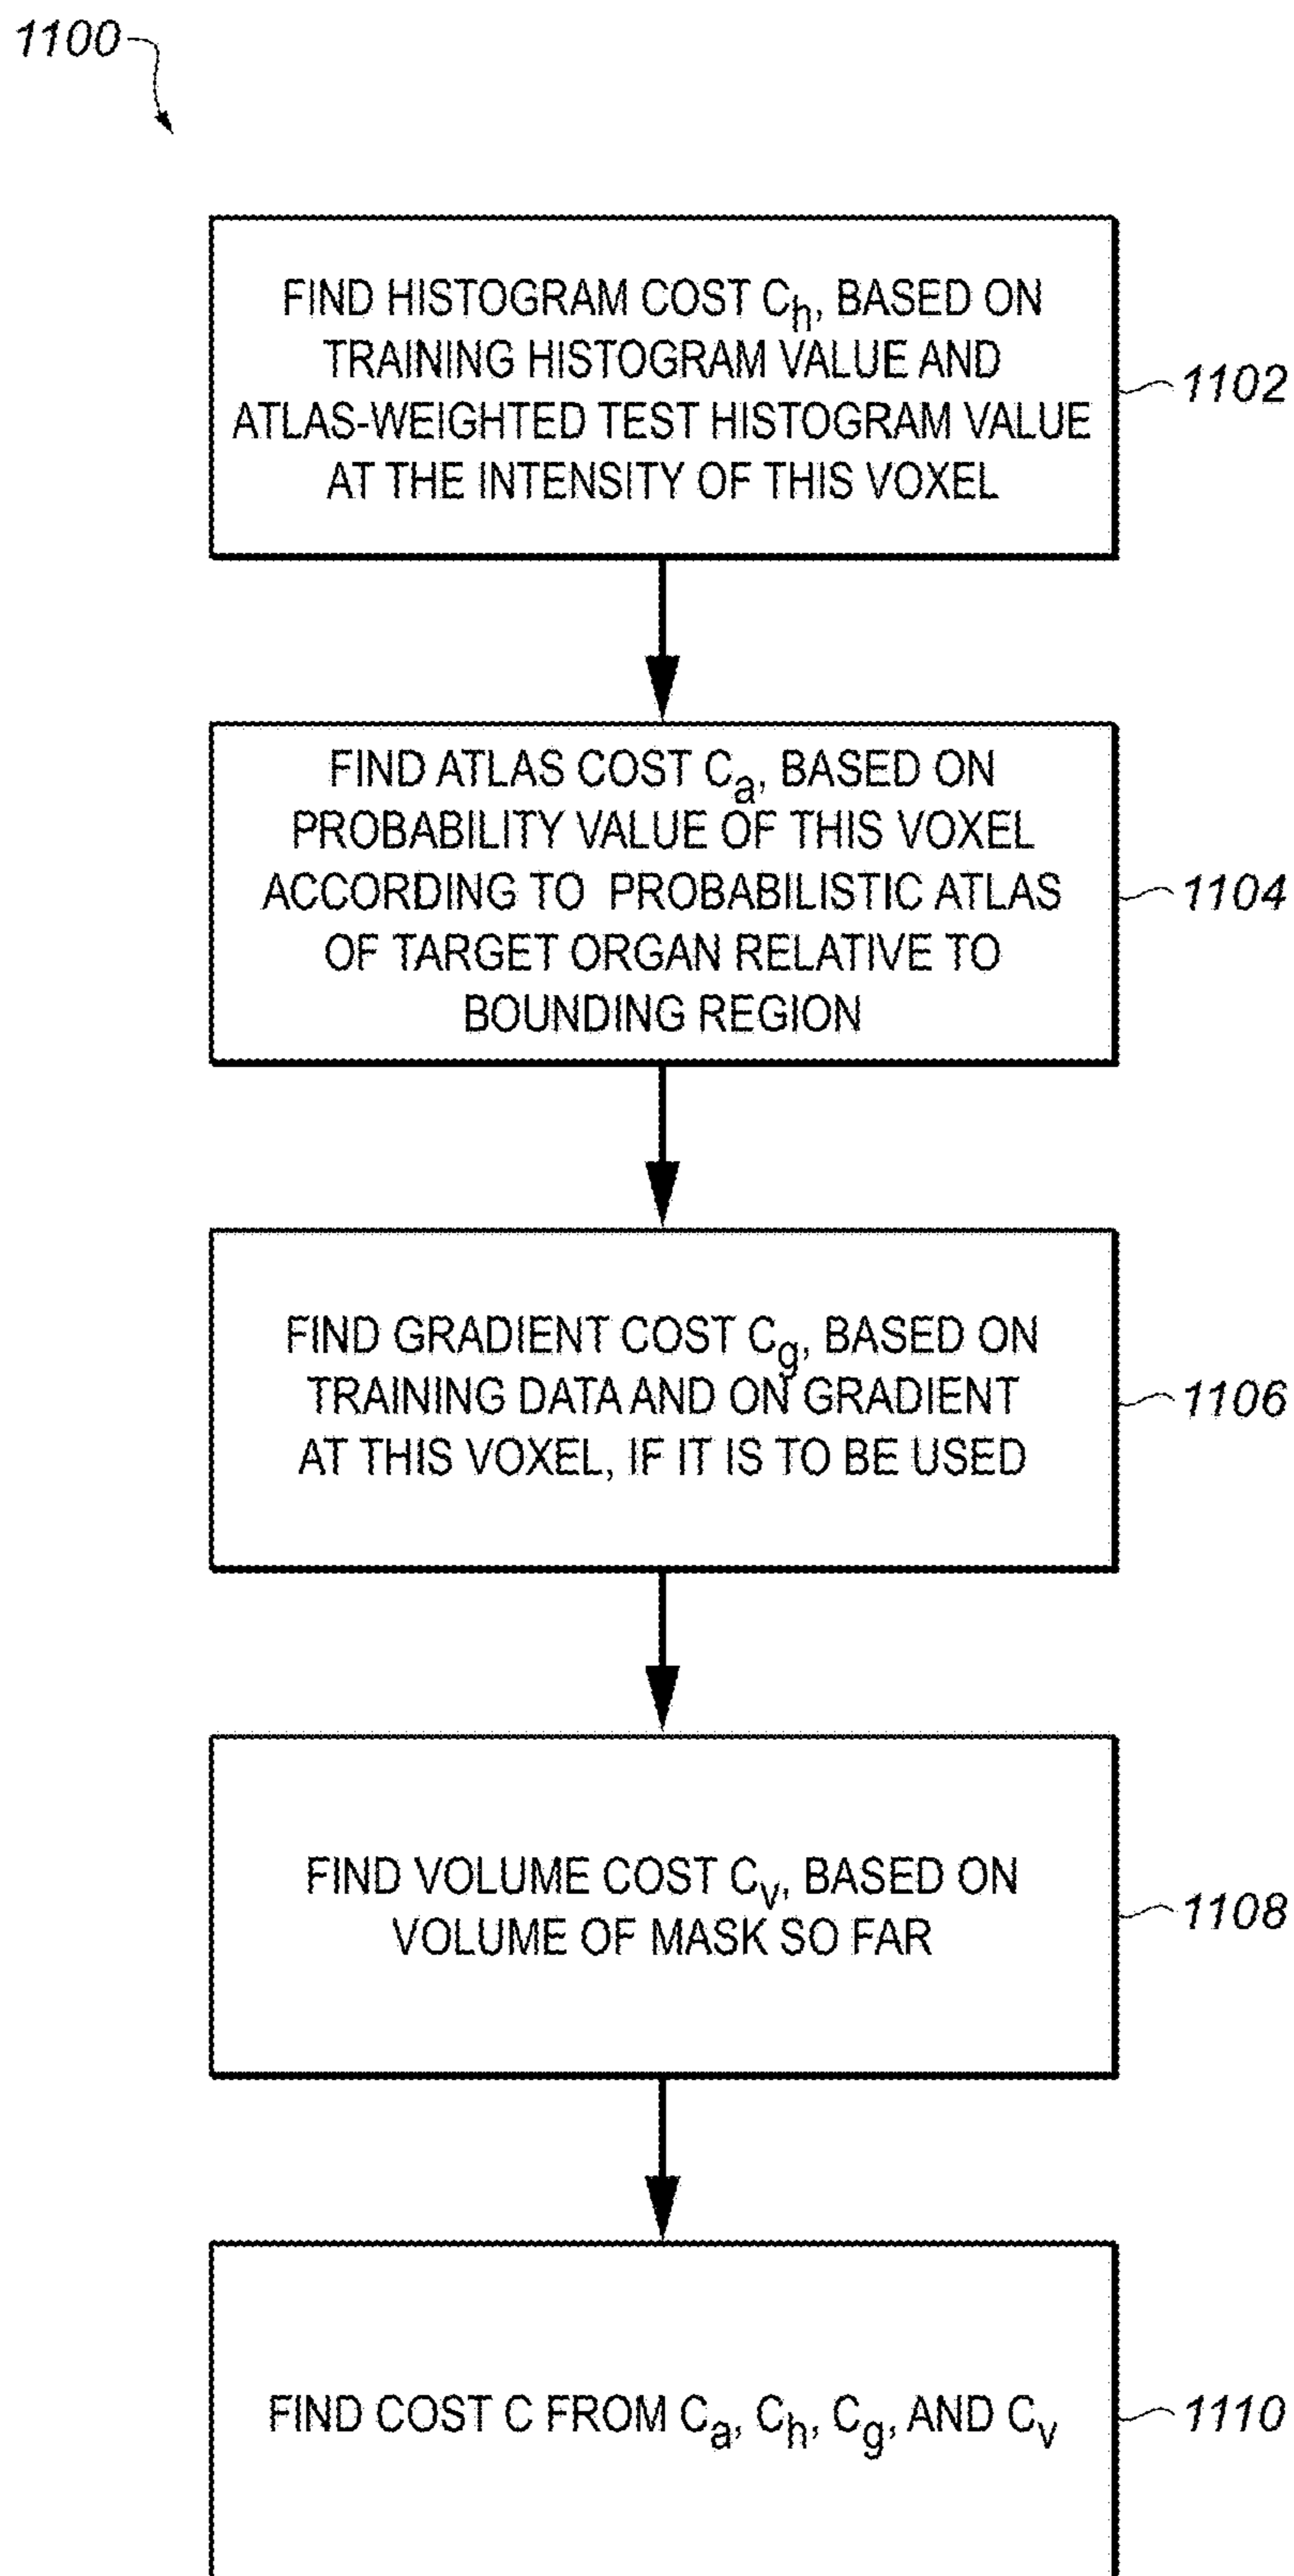 1100
FIND HISTOGRAM COST Ch, BASED ON
TRAINING HISTOGRAM VALUE AND
ATLAS-WEIGHTED TEST HISTOGRAM VALUE
AT THE INTENSITY OF THIS VOXEL
1102
FIND ATLAS COST Ca, BASED ON
PROBABILITY VALUE OF THIS VOXEL
ACCORDING TO PROBABILISTIC ATLAS
OF TARGET ORGAN RELATIVE TO
BOUNDING REGION
1104
FIND GRADIENT COST Cg, BASED ON
TRAINING DATA AND ON GRADIENT
AT THIS VOXEL, IF IT IS TO BE USED
1106
FIND VOLUME COST Cv, BASED ON
VOLUME OF MASK SO FAR
1108
FIND COST C FROM Ca, Ch, Cg, AND Cv
1110